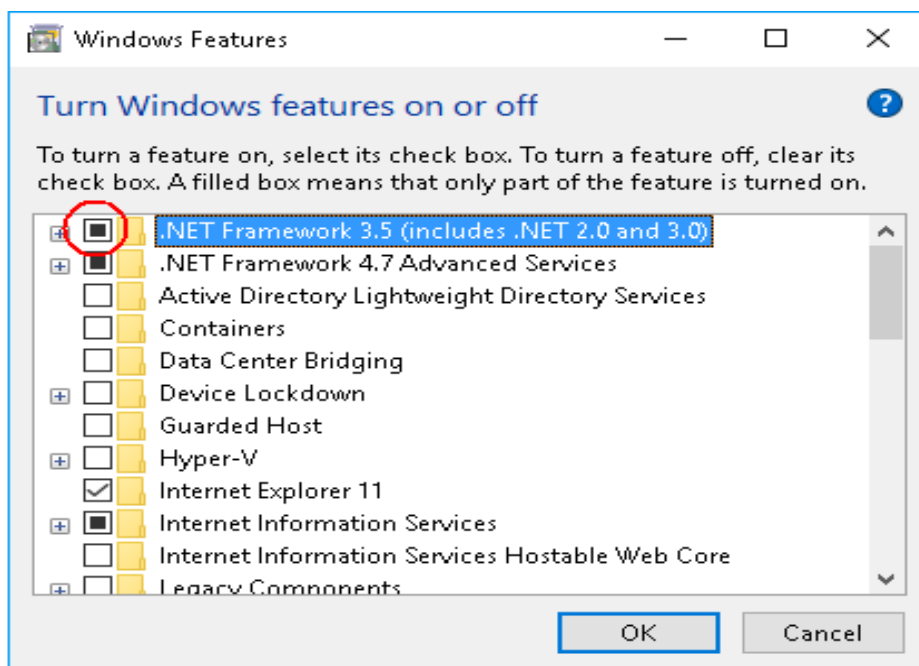 Windows Features
Turn Windows features on or off
To turn a feature on, select its check box. To turn a feature off, clear its
check box. A filled box means that only part of the feature is turned on.
.NET Framework 3.5 (includes .NET 2.0 and 3.0)
.NET Framework 4.7 Advanced Services
Active Directory Lightweight Directory Services
Containers
Data Center Bridging
Device Lockdown
Guarded Host
Hyper-V
Internet Explorer 11
Internet Information Services
Internet Information Services Hostable Web Core
Legacy Components
OK Cancel